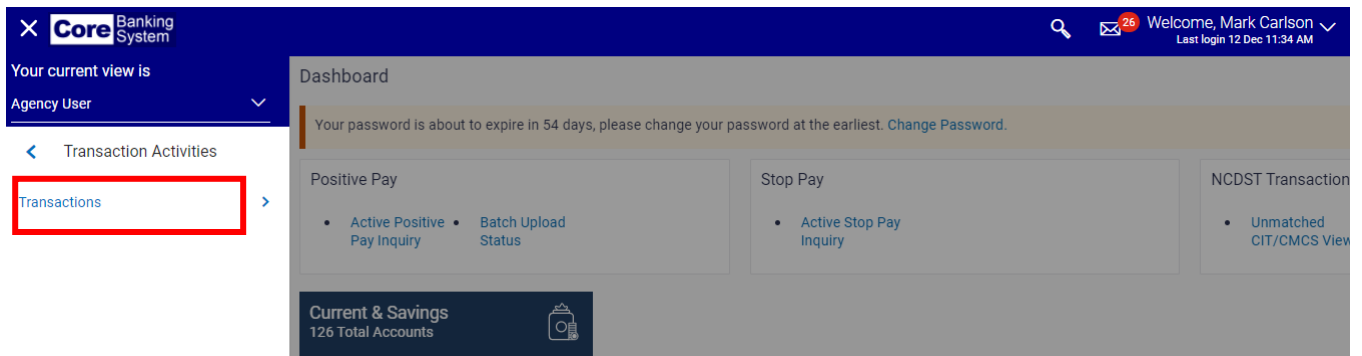 Core Banking System
26
Welcome, Mark Carlson
Last login 12 Dec 11:34 AM
Your current view is
Agency User
Transaction Activities
Transactions
Dashboard
Your password is about to expire in 54 days, please change your password at the earliest. Change Password.
Positive Pay
Active Positive
Pay Inquiry
Batch Upload
Status
Stop Pay
Active Stop Pay
Inquiry
NCDST Transaction
Unmatched
CIT/CMCS View
Current & Savings
126 Total Accounts